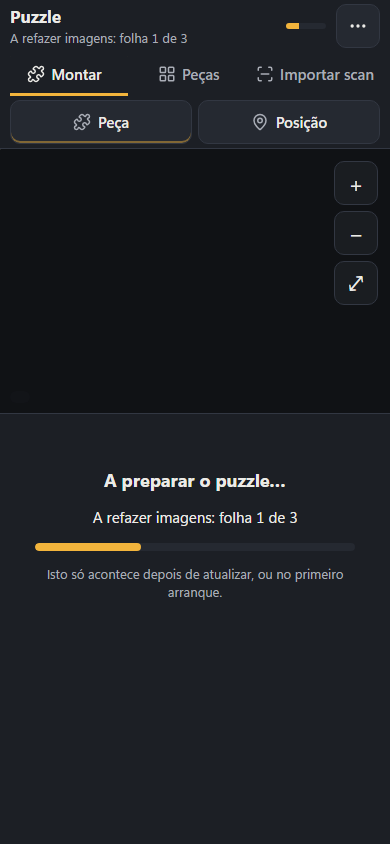 Puzzle
A refazer imagens: folha 1 de 3
Montar
Peças
Importar scan
Peça
Posição
A preparar o puzzle...
A refazer imagens: folha 1 de 3
Isto só acontece depois de atualizar, ou no primeiro
arranque.